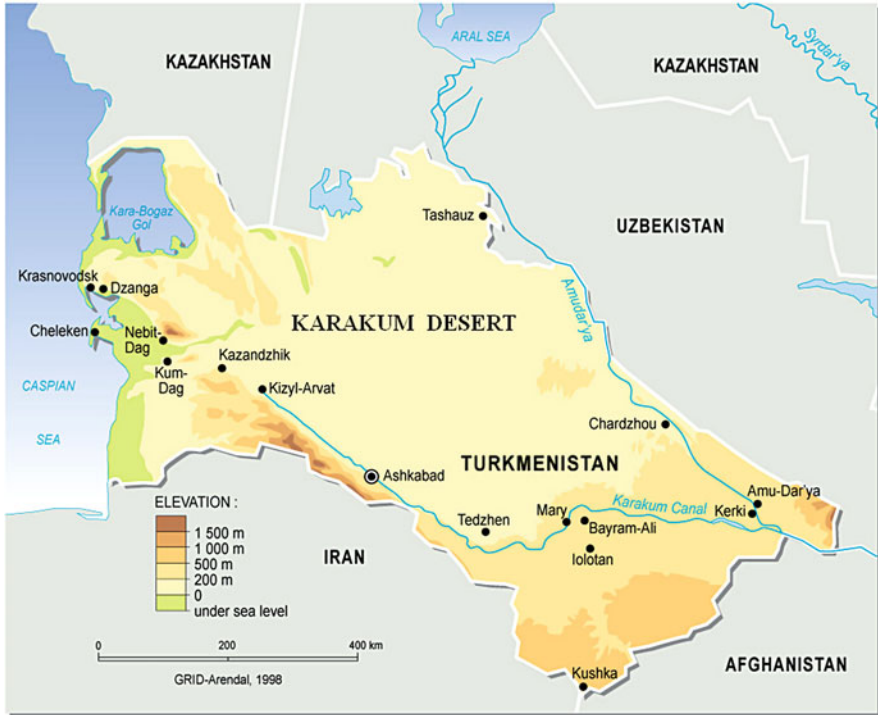 ARAL SEA
KAZAKHSTAN
KAZAKHSTAN
Syrdar'ya
Kara-Bogaz
Gol
Tashauz
UZBEKISTAN
Krasnovodsk
Dzanga
Amudar'ya
KARAKUM DESERT
Cheleken
Nebit-
Dag
Kazandzhik
Kum-
Dag
Kizyl-Arvat
CASPIAN
SEA
Chardzhou
TURKMENISTAN
Ashkabad
ELEVATION :
1 500 m
1 000 m
500 m
200 m
0
under sea level
Amu-Dar'ya
Karakum Canal
Kerki
Mary
Bayram-Ali
Tedzhen
Iolotan
IRAN
0 200 400 km
GRID-Arendal, 1998
AFGHANISTAN
Kushka